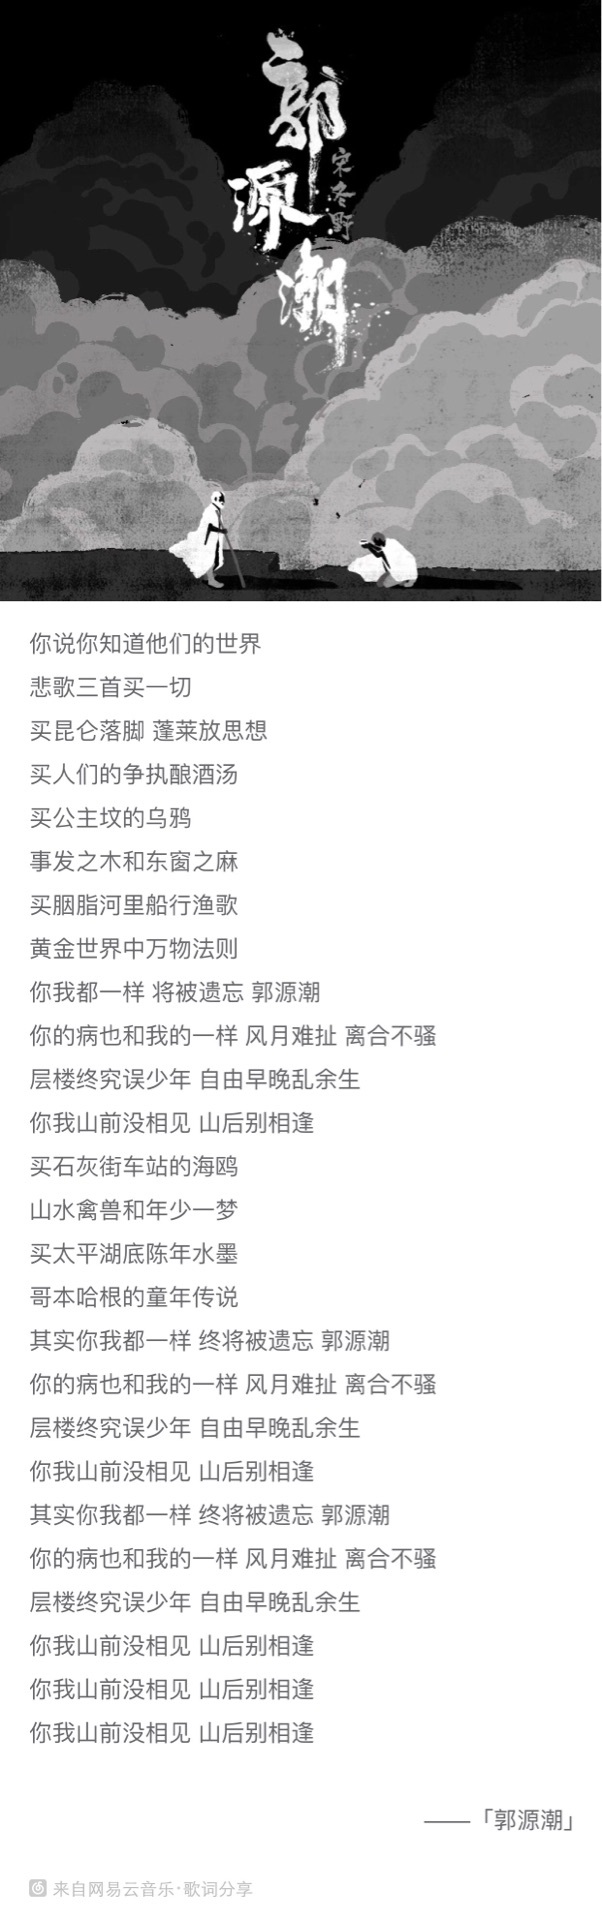 郭源潮
宋冬野
你说你知道他们的世界
悲歌三首买一切
买昆仑落脚 蓬莱放思想
买人们的争执酿酒汤
买公主坟的乌鸦
事发之木和东窗之麻
买胭脂河里船行渔歌
黄金世界中万物法则
你我都一样 将被遗忘 郭源潮
你的病也和我的一样 风月难扯 离合不骚
层楼终究误少年 自由早晚乱余生
你我山前没相见 山后别相逢
买石灰街车站的海鸥
山水禽兽和年少一梦
买太平湖底陈年水墨
哥本哈根的童年传说
其实你我都一样 终将被遗忘 郭源潮
你的病也和我的一样 风月难扯 离合不骚
层楼终究误少年 自由早晚乱余生
你我山前没相见 山后别相逢
其实你我都一样 终将被遗忘 郭源潮
你的病也和我的一样 风月难扯 离合不骚
层楼终究误少年 自由早晚乱余生
你我山前没相见 山后别相逢
你我山前没相见 山后别相逢
你我山前没相见 山后别相逢
——「郭源潮」
来自网易云音乐·歌词分享